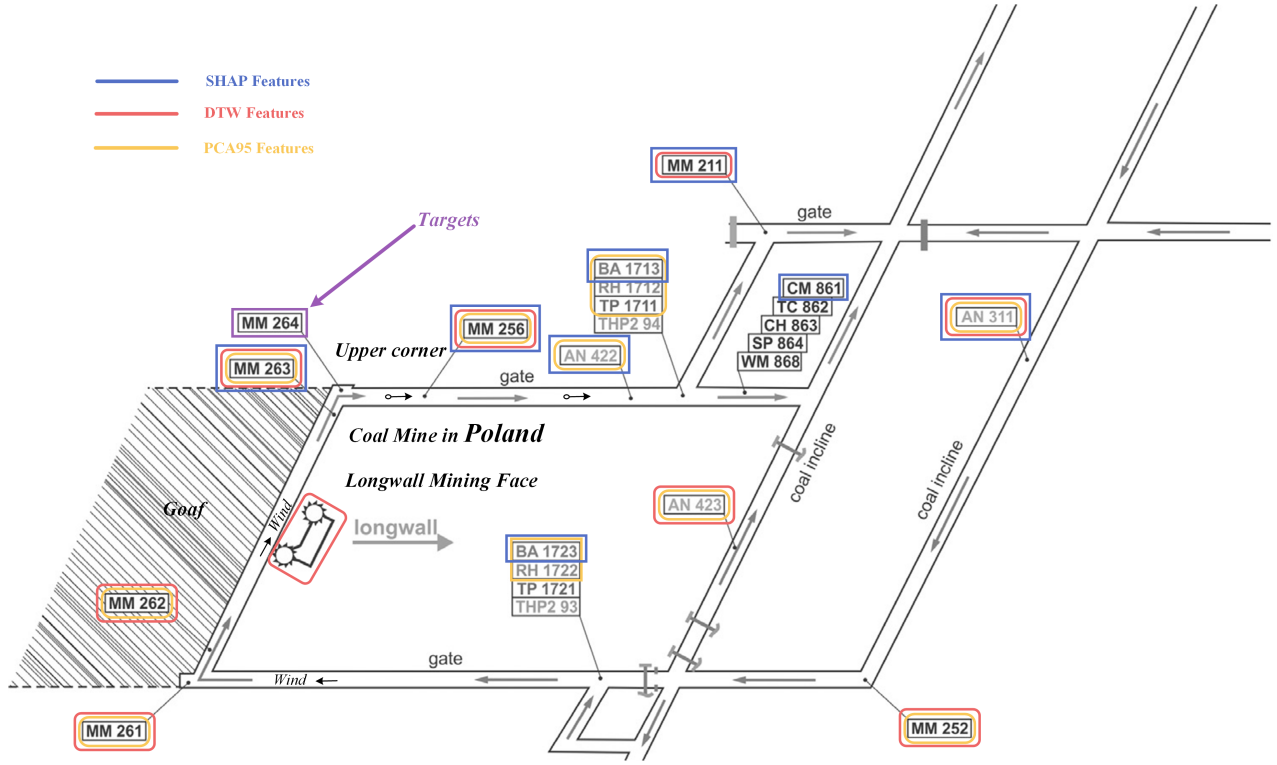 SHAP Features
DTW Features
PCA95 Features
Targets
MM 211
gate
BA 1713
RH 1712
TP 1711
THP2 94
CM 861
TC 862
CH 863
SP 864
WM 868
AN 311
MM 264
MM 256
MM 263
Upper corner
AN 422
gate
Coal Mine in Poland
Longwall Mining Face
coal incline
coal incline
Goaf
Wind
longwall
AN 423
BA 1723
RH 1722
TP 1721
THP2 93
MM 262
gate
Wind
MM 261
MM 252